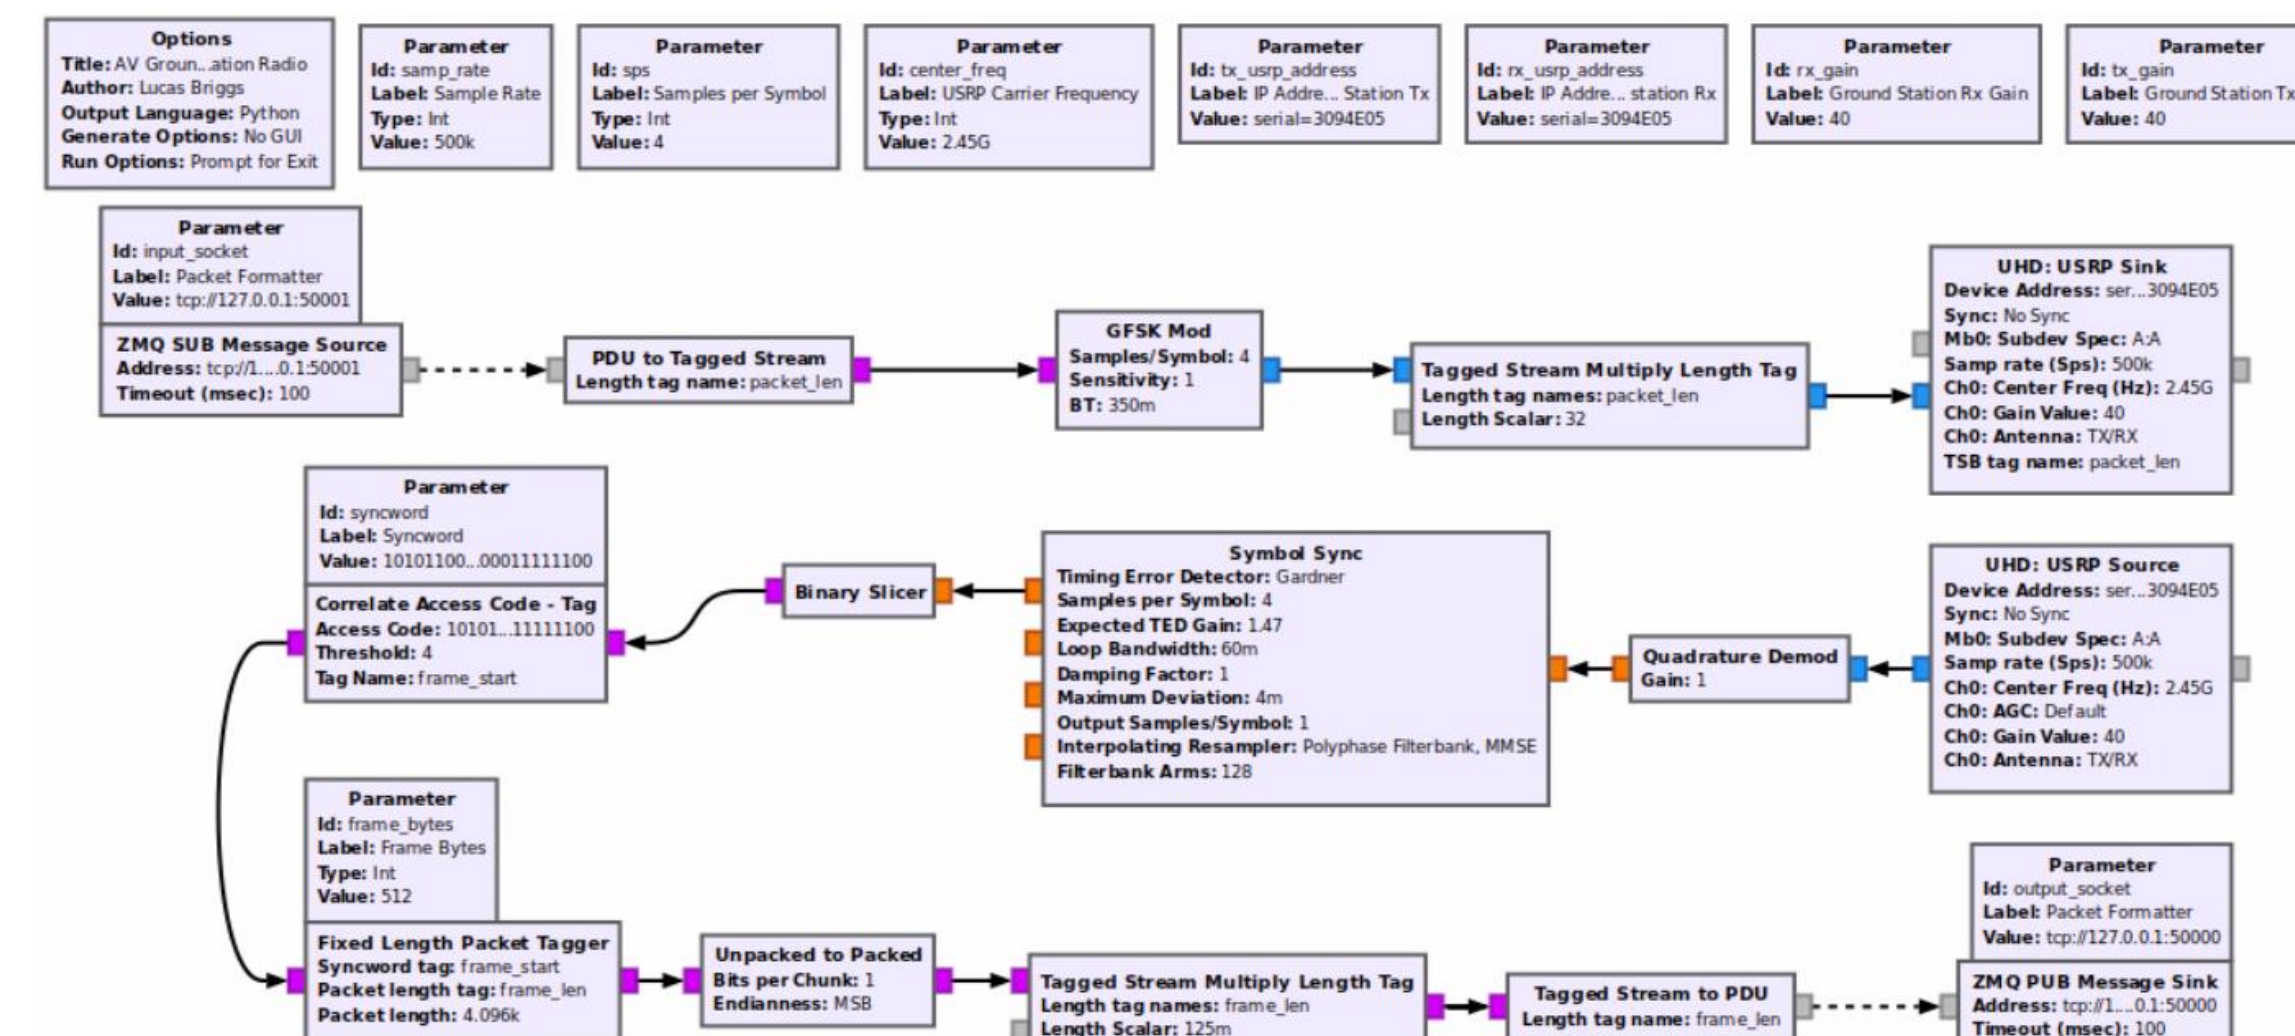 Options
Title: AV Groun...ation Radio
Author: Lucas Briggs
Output Language: Python
Generate Options: No GUI
Run Options: Prompt for Exit
Parameter
Id: samp_rate
Label: Sample Rate
Type: Int
Value: 500k
Parameter
Id: sps
Label: Samples per Symbol
Type: Int
Value: 4
Parameter
Id: center_freq
Label: USRP Carrier Frequency
Type: Int
Value: 2.45G
Parameter
Id: tx_usrp_address
Label: IP Addre... Station Tx
Value: serial=3094E05
Parameter
Id: rx_usrp_address
Label: IP Addre... station Rx
Value: serial=3094E05
Parameter
Id: rx_gain
Label: Ground Station Rx Gain
Value: 40
Parameter
Id: tx_gain
Label: Ground Station Tx
Value: 40
Parameter
Id: input_socket
Label: Packet Formatter
Value: tcp://127.0.0.1:50001
ZMQ SUB Message Source
Address: tcp://1....0.1:50001
Timeout (msec): 100
PDU to Tagged Stream
Length tag name: packet_len
GFSK Mod
Samples/Symbol: 4
Sensitivity: 1
BT: 350m
Tagged Stream Multiply Length Tag
Length tag names: packet_len
Length Scalar: 32
UHD: USRP Sink
Device Address: ser...3094E05
Sync: No Sync
Mb0: Subdev Spec: A:A
Samp rate (Sps): 500k
Ch0: Center Freq (Hz): 2.45G
Ch0: Gain Value: 40
Ch0: Antenna: TX/RX
TSB tag name: packet_len
Parameter
Id: syncword
Label: Syncword
Value: 10101100...00011111100
Correlate Access Code - Tag
Access Code: 10101...11111100
Threshold: 4
Tag Name: frame_start
Binary Slicer
Symbol Sync
Timing Error Detector: Gardner
Samples per Symbol: 4
Expected TED Gain: 1.47
Loop Bandwidth: 60m
Damping Factor: 1
Maximum Deviation: 4m
Output Samples/Symbol: 1
Interpolating Resampler: Polyphase Filterbank, MMSE
Filterbank Arms: 128
Quadrature Demod
Gain: 1
UHD: USRP Source
Device Address: ser...3094E05
Sync: No Sync
Mb0: Subdev Spec: A:A
Samp rate (Sps): 500k
Ch0: Center Freq (Hz): 2.45G
Ch0: AGC: Default
Ch0: Gain Value: 40
Ch0: Antenna: TX/RX
Parameter
Id: frame_bytes
Label: Frame Bytes
Type: Int
Value: 512
Fixed Length Packet Tagger
Syncword tag: frame_start
Packet length tag: frame_len
Packet length: 4.096k
Unpacked to Packed
Bits per Chunk: 1
Endianness: MSB
Tagged Stream Multiply Length Tag
Length tag names: frame_len
Length Scalar: 125m
Tagged Stream to PDU
Length tag name: frame_len
Parameter
Id: output_socket
Label: Packet Formatter
Value: tcp://127.0.0.1:50000
ZMQ PUB Message Sink
Address: tcp://1....0.1:50000
Timeout (msec): 100